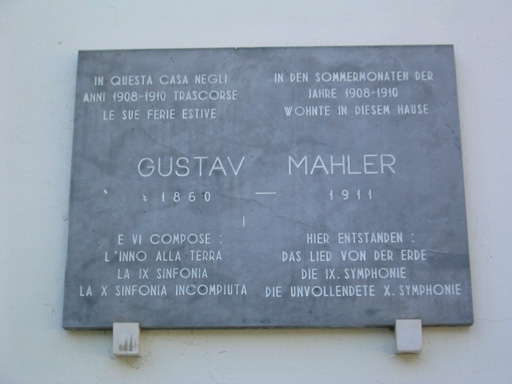 IN QUESTA CASA NEGLI
ANNI 1908-1910 TRASCORSE
LE SUE FERIE ESTIVE
IN DEN SOMMERMONATEN DER
JAHRE 1908-1910
WOHNTE IN DIESEM HAUSE
GUSTAV MAHLER
1860 — 1911
E VI COMPOSE :
L'INNO ALLA TERRA
LA IX SINFONIA
LA X SINFONIA INCOMPIUTA
HIER ENTSTANDEN :
DAS LIED VON DER ERDE
DIE IX. SYMPHONIE
DIE UNVOLLENDETE X. SYMPHONIE